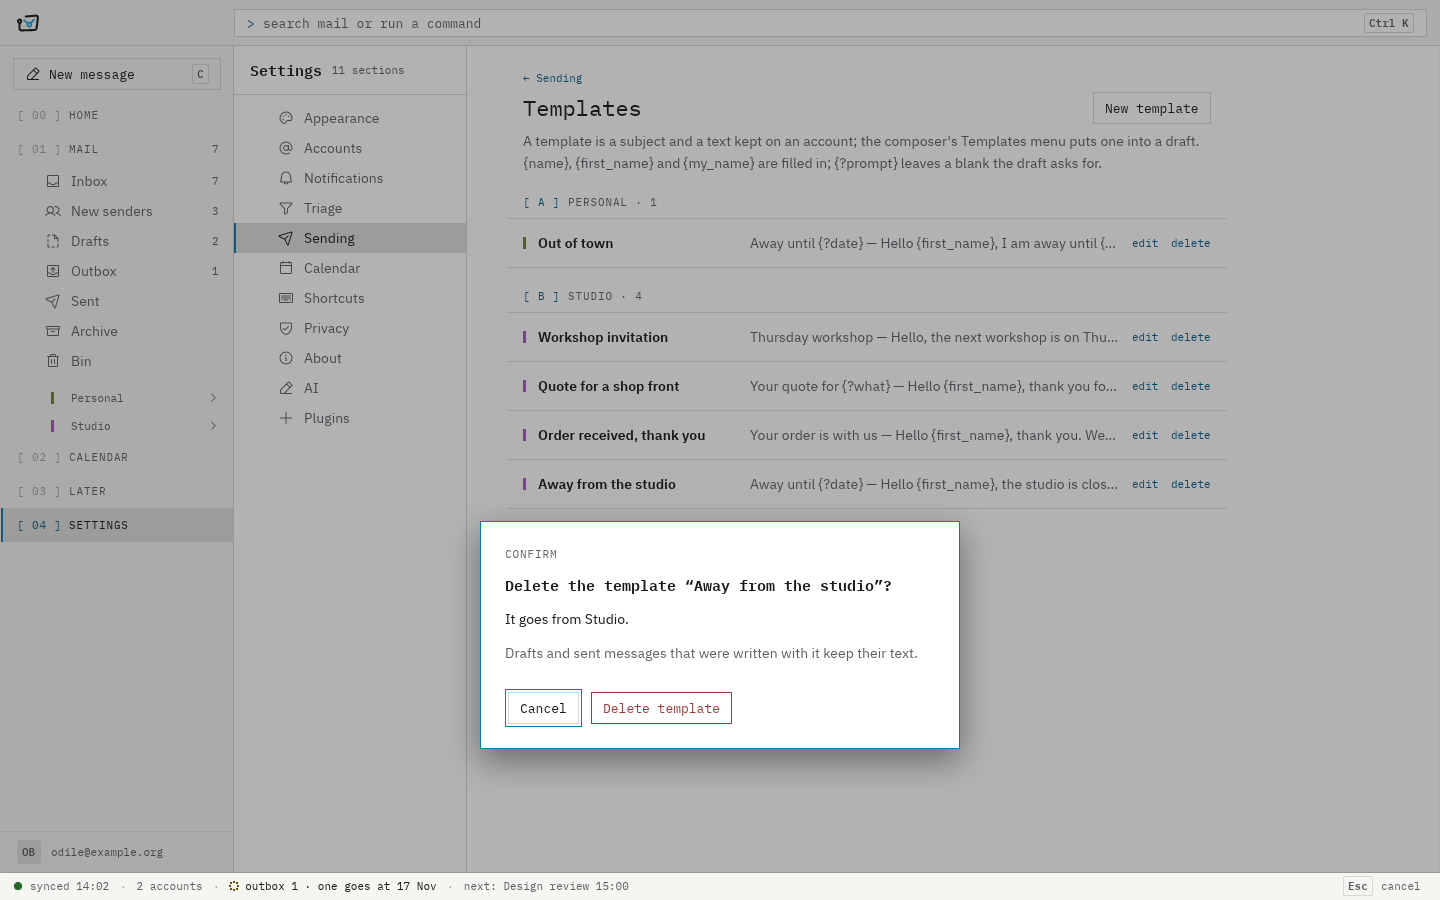 > search mail or run a command
Ctrl K
New message
C
[ 00 ] HOME
[ 01 ] MAIL 7
Inbox 7
New senders 3
Drafts 2
Outbox 1
Sent
Archive
Bin
Personal
Studio
[ 02 ] CALENDAR
[ 03 ] LATER
[ 04 ] SETTINGS
OB odile@example.org
Settings 11 sections
Appearance
Accounts
Notifications
Triage
Sending
Calendar
Shortcuts
Privacy
About
AI
Plugins
← Sending
Templates
New template
A template is a subject and a text kept on an account; the composer's Templates menu puts one into a draft.
{name}, {first_name} and {my_name} are filled in; {?prompt} leaves a blank the draft asks for.
[ A ] PERSONAL · 1
Out of town Away until {?date} — Hello {first_name}, I am away until {... edit delete
[ B ] STUDIO · 4
Workshop invitation Thursday workshop — Hello, the next workshop is on Thu... edit delete
Quote for a shop front Your quote for {?what} — Hello {first_name}, thank you fo... edit delete
Order received, thank you Your order is with us — Hello {first_name}, thank you. We... edit delete
Away from the studio Away until {?date} — Hello {first_name}, the studio is clos... edit delete
CONFIRM
Delete the template “Away from the studio”?
It goes from Studio.
Drafts and sent messages that were written with it keep their text.
Cancel Delete template
synced 14:02 · 2 accounts · outbox 1 · one goes at 17 Nov · next: Design review 15:00
Esc cancel